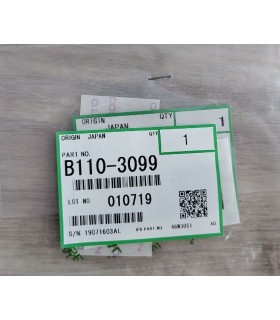 ORIGIN
QTY
JAPAN
1
ORIGIN JAPAN QTY
1
PART NO.
B110-3099
LOT NO 010719
S/N. 19071603AL